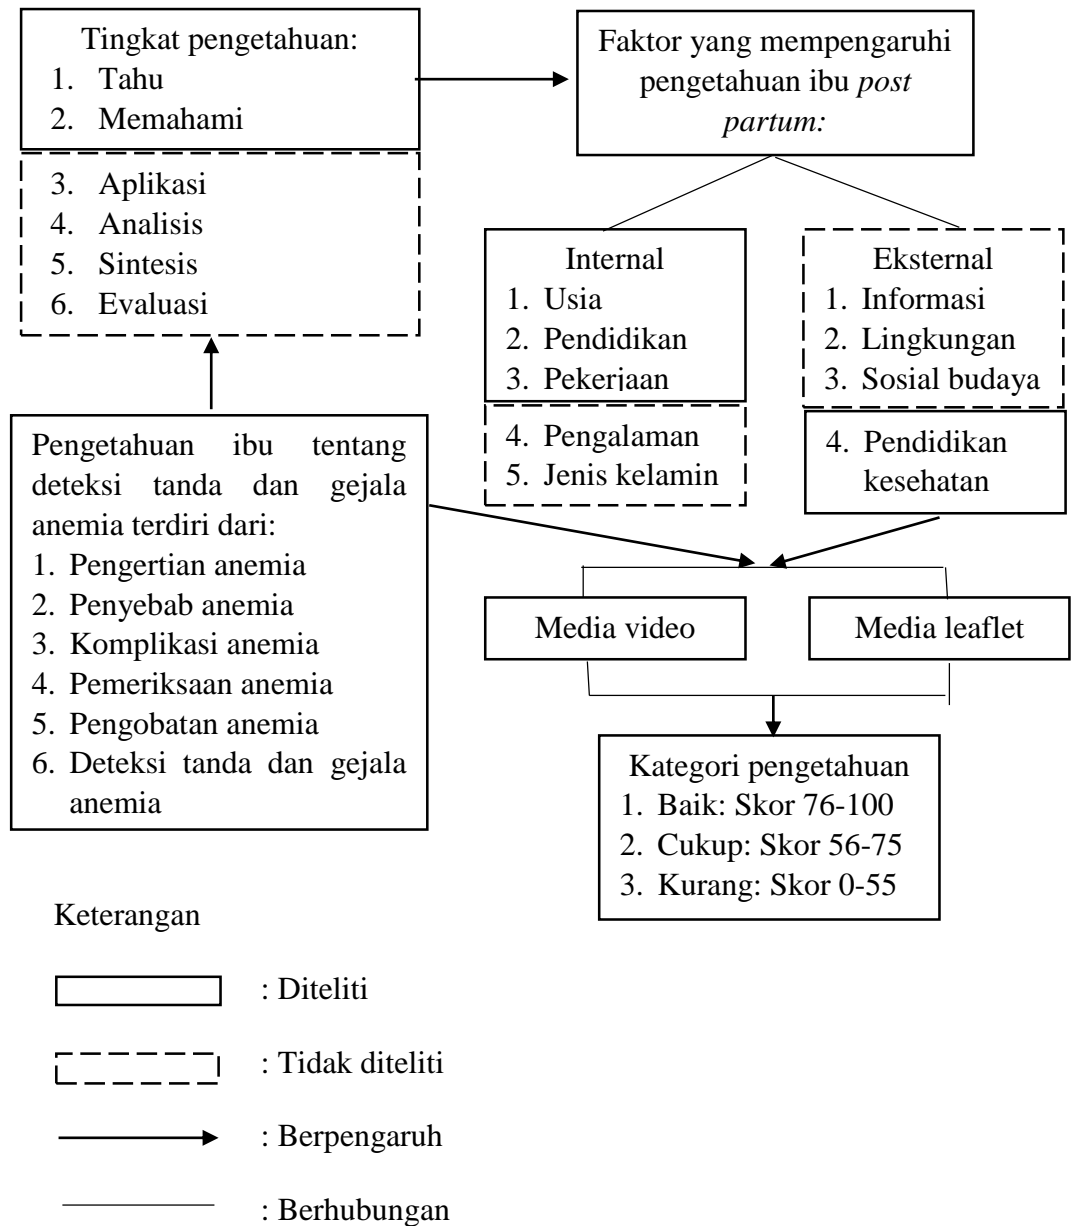 Tingkat pengetahuan:
1. Tahu
2. Memahami
3. Aplikasi
4. Analisis
5. Sintesis
6. Evaluasi
Faktor yang mempengaruhi
pengetahuan ibu post
partum:
Internal
1. Usia
2. Pendidikan
3. Pekerjaan
4. Pengalaman
5. Jenis kelamin
Eksternal
1. Informasi
2. Lingkungan
3. Sosial budaya
4. Pendidikan
kesehatan
Pengetahuan ibu tentang
deteksi tanda dan gejala
anemia terdiri dari:
1. Pengertian anemia
2. Penyebab anemia
3. Komplikasi anemia
4. Pemeriksaan anemia
5. Pengobatan anemia
6. Deteksi tanda dan gejala
anemia
Media video
Media leaflet
Kategori pengetahuan
1. Baik: Skor 76-100
2. Cukup: Skor 56-75
3. Kurang: Skor 0-55
Keterangan
: Diteliti
: Tidak diteliti
: Berpengaruh
: Berhubungan